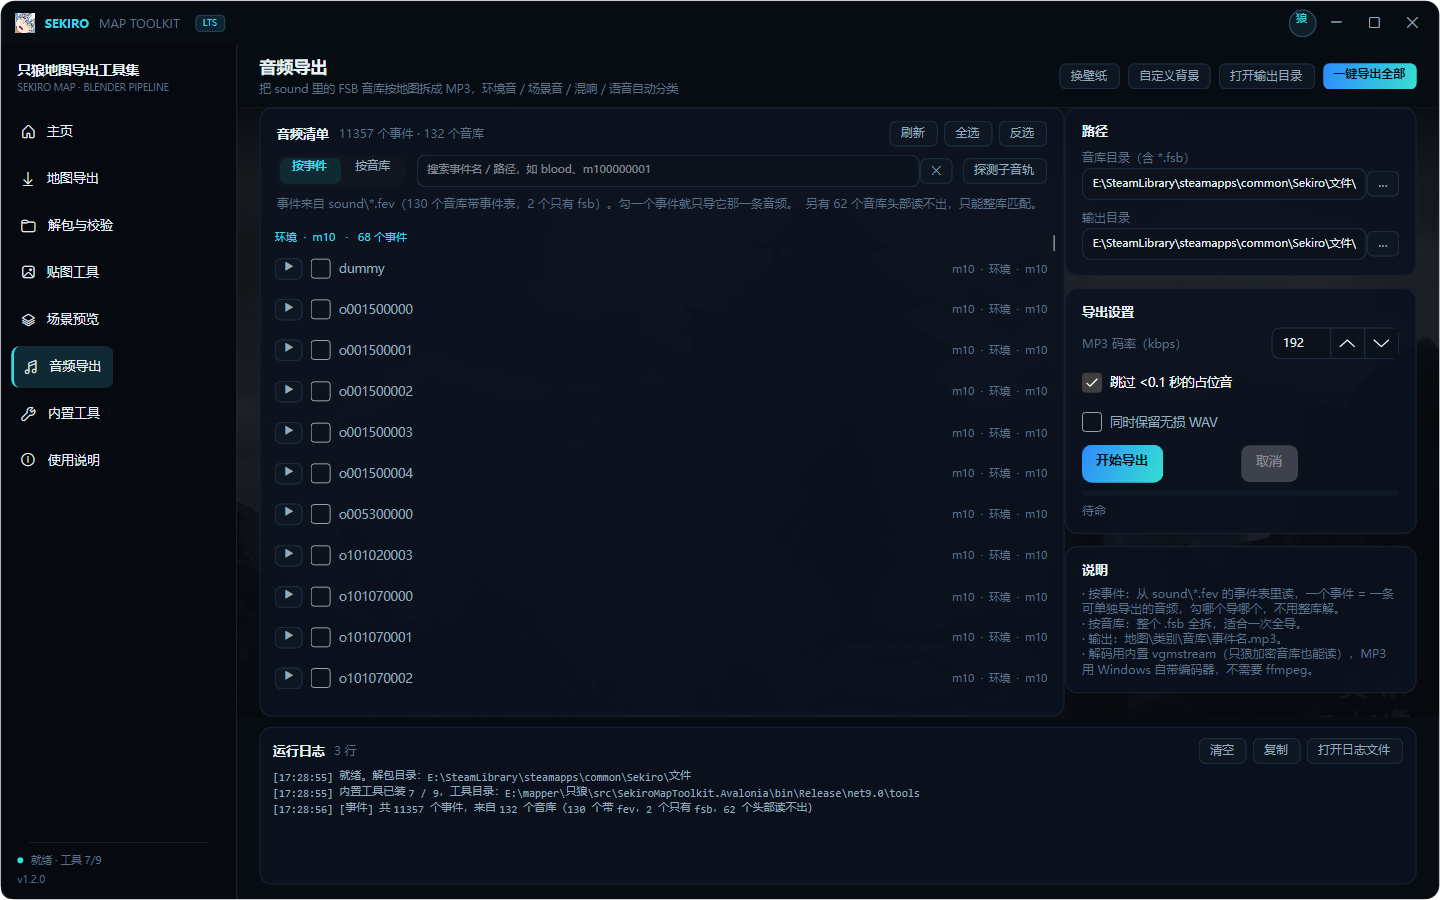 SEKIRO MAP TOOLKIT LTS
狼
只狼地图导出工具集
SEKIRO MAP · BLENDER PIPELINE
主页
地图导出
解包与校验
贴图工具
场景预览
音频导出
内置工具
使用说明
就绪 · 工具 7/9
v1.2.0
音频导出
把 sound 里的 FSB 音库按地图拆成 MP3，环境音 / 场景音 / 混响 / 语音自动分类
换壁纸 自定义背景 打开输出目录 一键导出全部
音频清单 11357 个事件 · 132 个音库
刷新 全选 反选
按事件 按音库 搜索事件名 / 路径，如 blood、m100000001 探测子音轨
事件来自 sound\*.fev（130 个音库带事件表，2 个只有 fsb）。勾一个事件就只导它那一条音频。 另有 62 个音库头部读不出，只能整库匹配。
环境 · m10 · 68 个事件
dummy m10 · 环境 · m10
o001500000 m10 · 环境 · m10
o001500001 m10 · 环境 · m10
o001500002 m10 · 环境 · m10
o001500003 m10 · 环境 · m10
o001500004 m10 · 环境 · m10
o005300000 m10 · 环境 · m10
o101020003 m10 · 环境 · m10
o101070000 m10 · 环境 · m10
o101070001 m10 · 环境 · m10
o101070002 m10 · 环境 · m10
路径
音库目录（含 *.fsb）
E:\SteamLibrary\steamapps\common\Sekiro\文件\ ...
输出目录
E:\SteamLibrary\steamapps\common\Sekiro\文件\ ...
导出设置
MP3 码率（kbps） 192
跳过 <0.1 秒的占位音
同时保留无损 WAV
开始导出 取消
待命
说明
· 按事件：从 sound\*.fev 的事件表里读，一个事件 = 一条
可单独导出的音频，勾哪个导哪个，不用整库解。
· 按音库：整个 .fsb 全拆，适合一次全导。
· 输出：地图\类别\音库\事件名.mp3。
· 解码用内置 vgmstream（只狼加密音库也能读），MP3
用 Windows 自带编码器，不需要 ffmpeg。
运行日志 3 行
清空 复制 打开日志文件
[17:28:55] 就绪。解包目录：E:\SteamLibrary\steamapps\common\Sekiro\文件
[17:28:55] 内置工具已装 7 / 9，工具目录：E:\mapper\只狼\src\SekiroMapToolkit.Avalonia\bin\Release\net9.0\tools
[17:28:56] [事件] 共 11357 个事件，来自 132 个音库（130 个带 fev，2 个只有 fsb，62 个头部读不出）